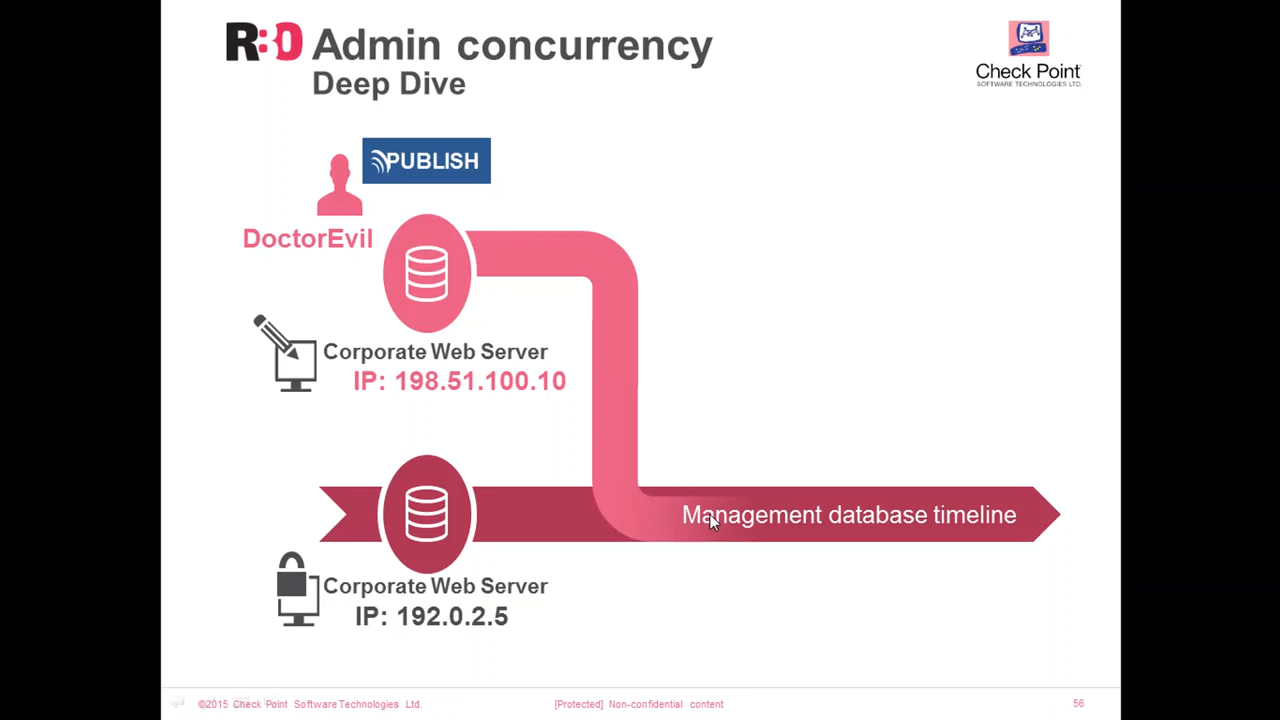 R80 Admin concurrency
Deep Dive
Check Point
SOFTWARE TECHNOLOGIES LTD.
PUBLISH
DoctorEvil
Corporate Web Server
IP: 198.51.100.10
Management database timeline
Corporate Web Server
IP: 192.0.2.5
©2015 Check Point Software Technologies Ltd.
[Protected] Non-confidential content
56